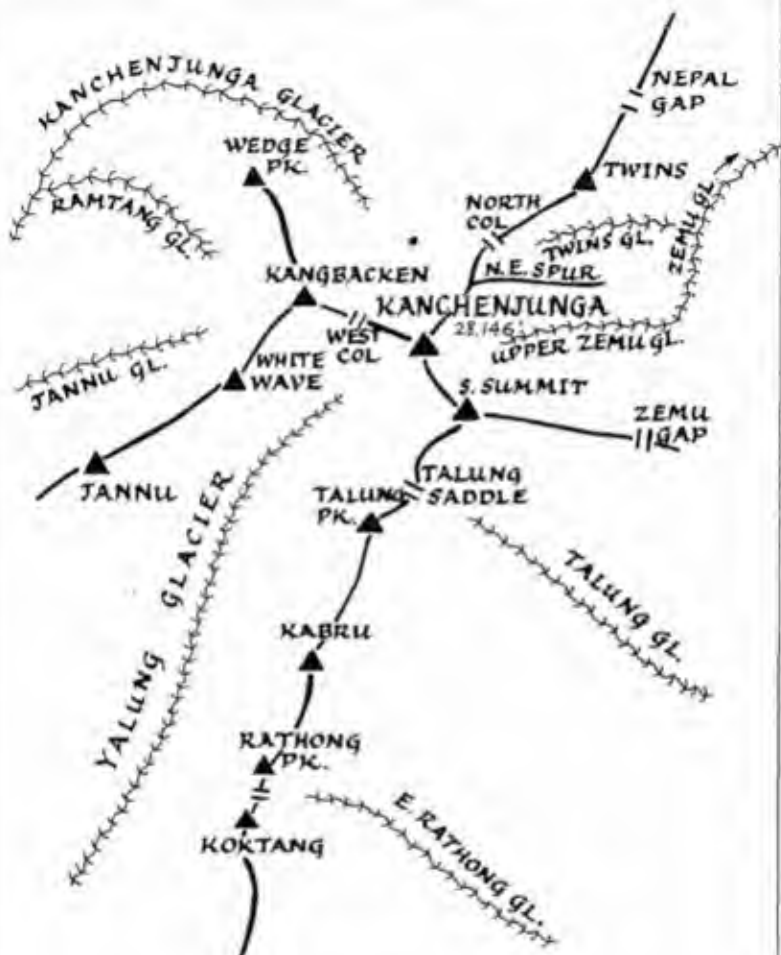 KANCHENJUNGA GLACIER
NEPAL
GAP
WEDGE
PK.
TWINS
RAMTANG GL.
NORTH
COL
ZEMU GL.
TWINS GL.
N.E. SPUR
KANGBACKEN
KANCHENJUNGA
28,146
WEST
COL
UPPER ZEMU GL.
JANNU GL.
WHITE
WAVE
S. SUMMIT
ZEMU
GAP
JANNU
TALUNG
SADDLE
TALUNG
PK.
YALUNG GLACIER
TALUNG GL.
KABRU
RATHONG
PK.
KOKTANG
E. RATHONG GL.